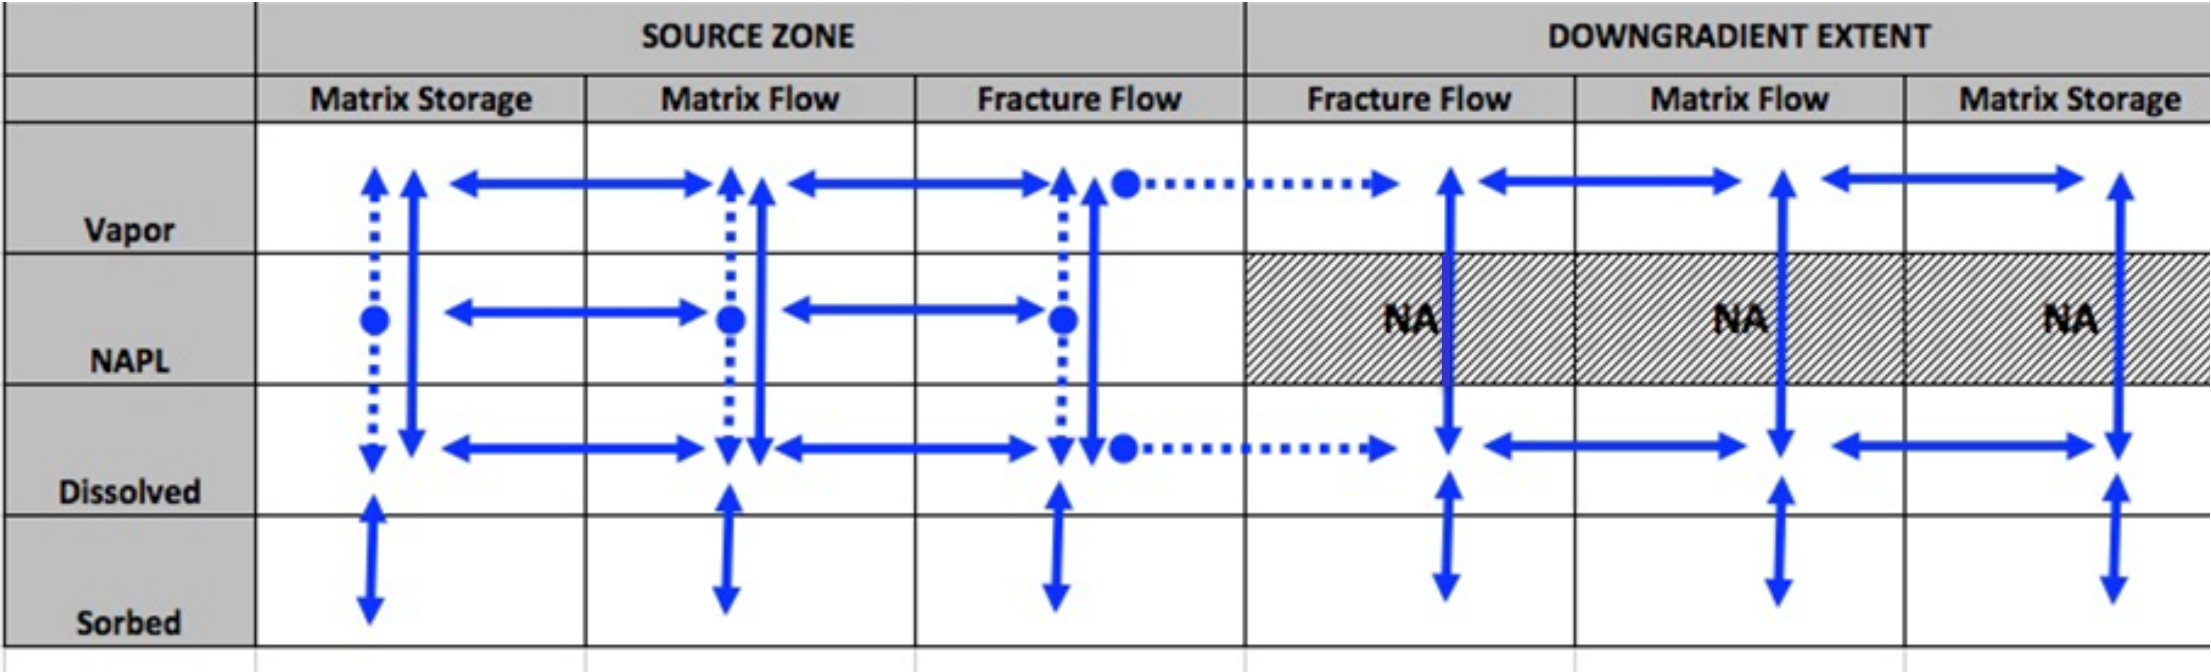 SOURCE ZONE DOWNGRADIENT EXTENT
Matrix Storage Matrix Flow Fracture Flow Fracture Flow Matrix Flow Matrix Storage
Vapor
NAPL NA NA NA
Dissolved
Sorbed